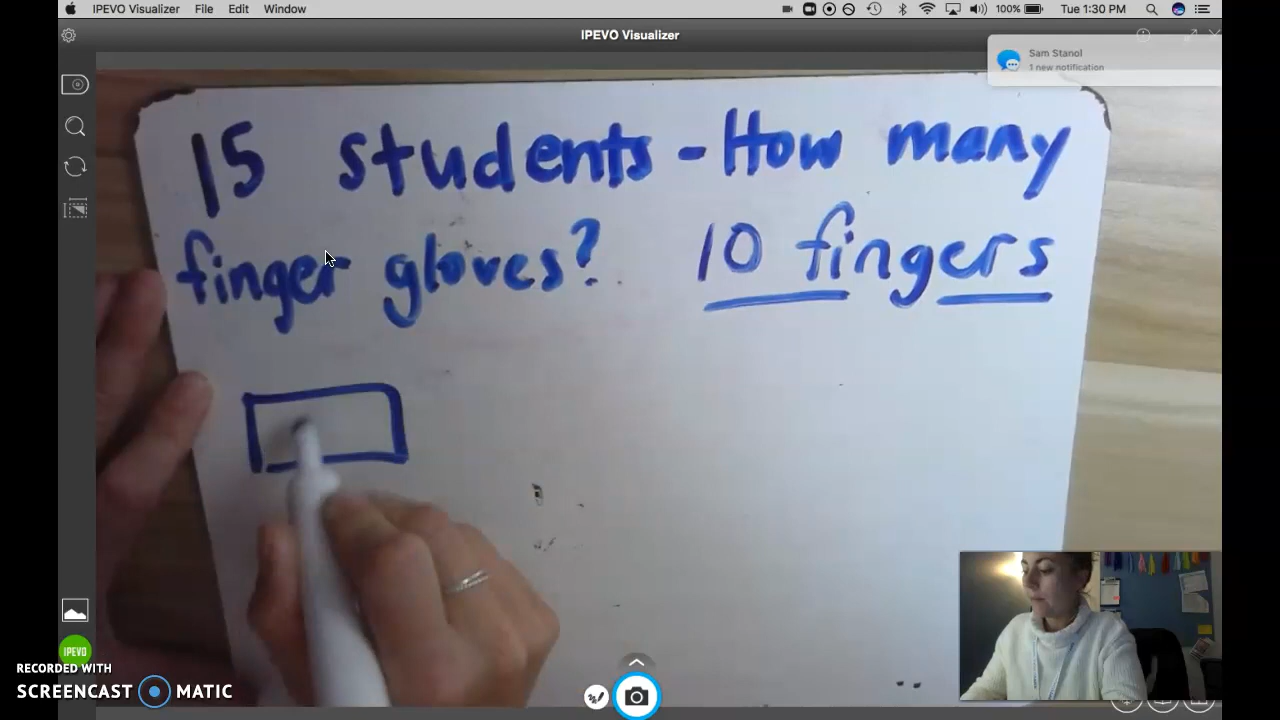 IPEVO Visualizer File Edit Window 100% Tue 1:30 PM
IPEVO Visualizer
Sam Stanol
1 new notification
15 students - How many
finger gloves? 10 fingers
IPEVO
RECORDED WITH
SCREENCAST MATIC